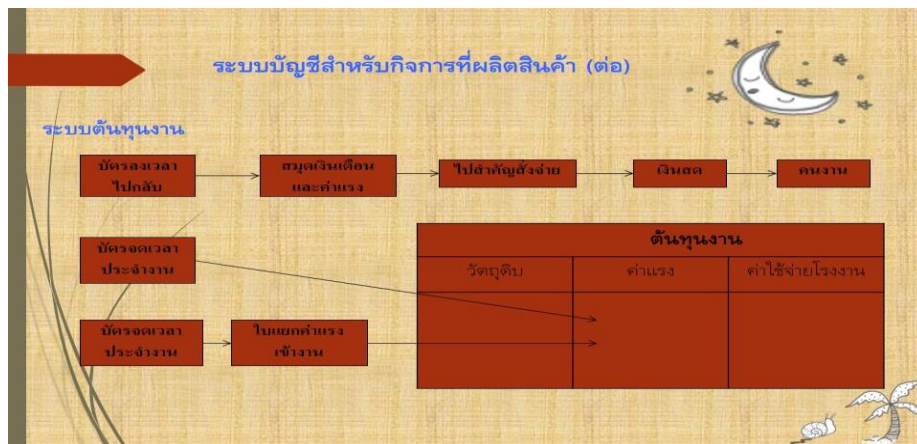 ระบบบัญชีสำหรับกิจการที่ผลิตสินค้า (ต่อ)
ระบบต้นทุนงาน
บัตรลงเวลา
ไปกลับ
สมุดเงินเดือน
และค่าแรง
ใบสำคัญสั่งจ่าย
เงินสด
คนงาน
บัตรจดเวลา
ประจำงาน
ต้นทุนงาน
วัตถุดิบ
ค่าแรง
ค่าใช้จ่ายโรงงาน
บัตรจดเวลา
ประจำงาน
ใบแยกค่าแรง
เข้างาน